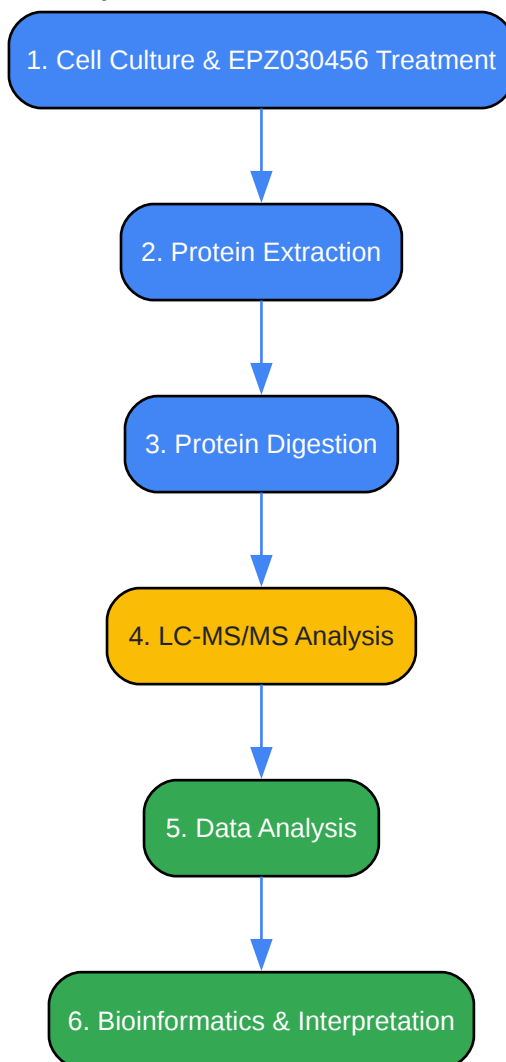 1. Cell Culture & EPZ030456 Treatment
2. Protein Extraction
3. Protein Digestion
4. LC-MS/MS Analysis
5. Data Analysis
6. Bioinformatics & Interpretation